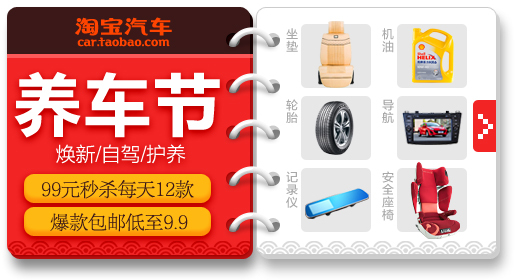 淘宝汽车
car.taobao.com
养车节
焕新/自驾/护养
99元秒杀每天12款
爆款包邮低至9.9
坐垫
机油
HELIX
轮胎
导航
记录仪
安全座椅